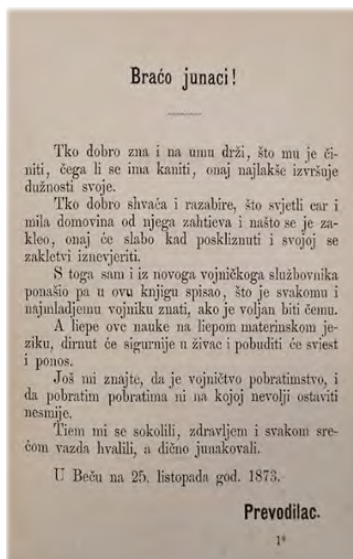 Braćo junaci!
Tko dobro zna i na umu drži, što mu je či-
niti, čega li se ima kaniti, onaj najlakše izvršuje
dužnosti svoje.
Tko dobro shvaća i razabire, što svjetli car i
mila domovina od njega zahtieva i našto se je za-
kleo, onaj će slabo kad poskliznuti i svojoj se
zakletvi iznevjeriti.
S toga sam i iz novoga vojničkoga službovnika
ponašio pa u ovu knjigu spisao, što je svakomu i
najmladjemu vojniku znati, ako je voljan biti čemu.
A liepe ove nauke na liepom materinskom je-
ziku, dirnut će sigurnije u živac i pobuditi će sviest
i ponos.
Još mi znajte, da je vojničtvo pobratimstvo, i
da pobratim pobratima ni na kojoj nevolji ostaviti
nesmije.
Tiem mi se sokolili, zdravljem i svakom sre-
ćom vazda hvalili, a dično junakovali.
U Beču na 25. listopada god. 1873.
Prevodilac.
1*